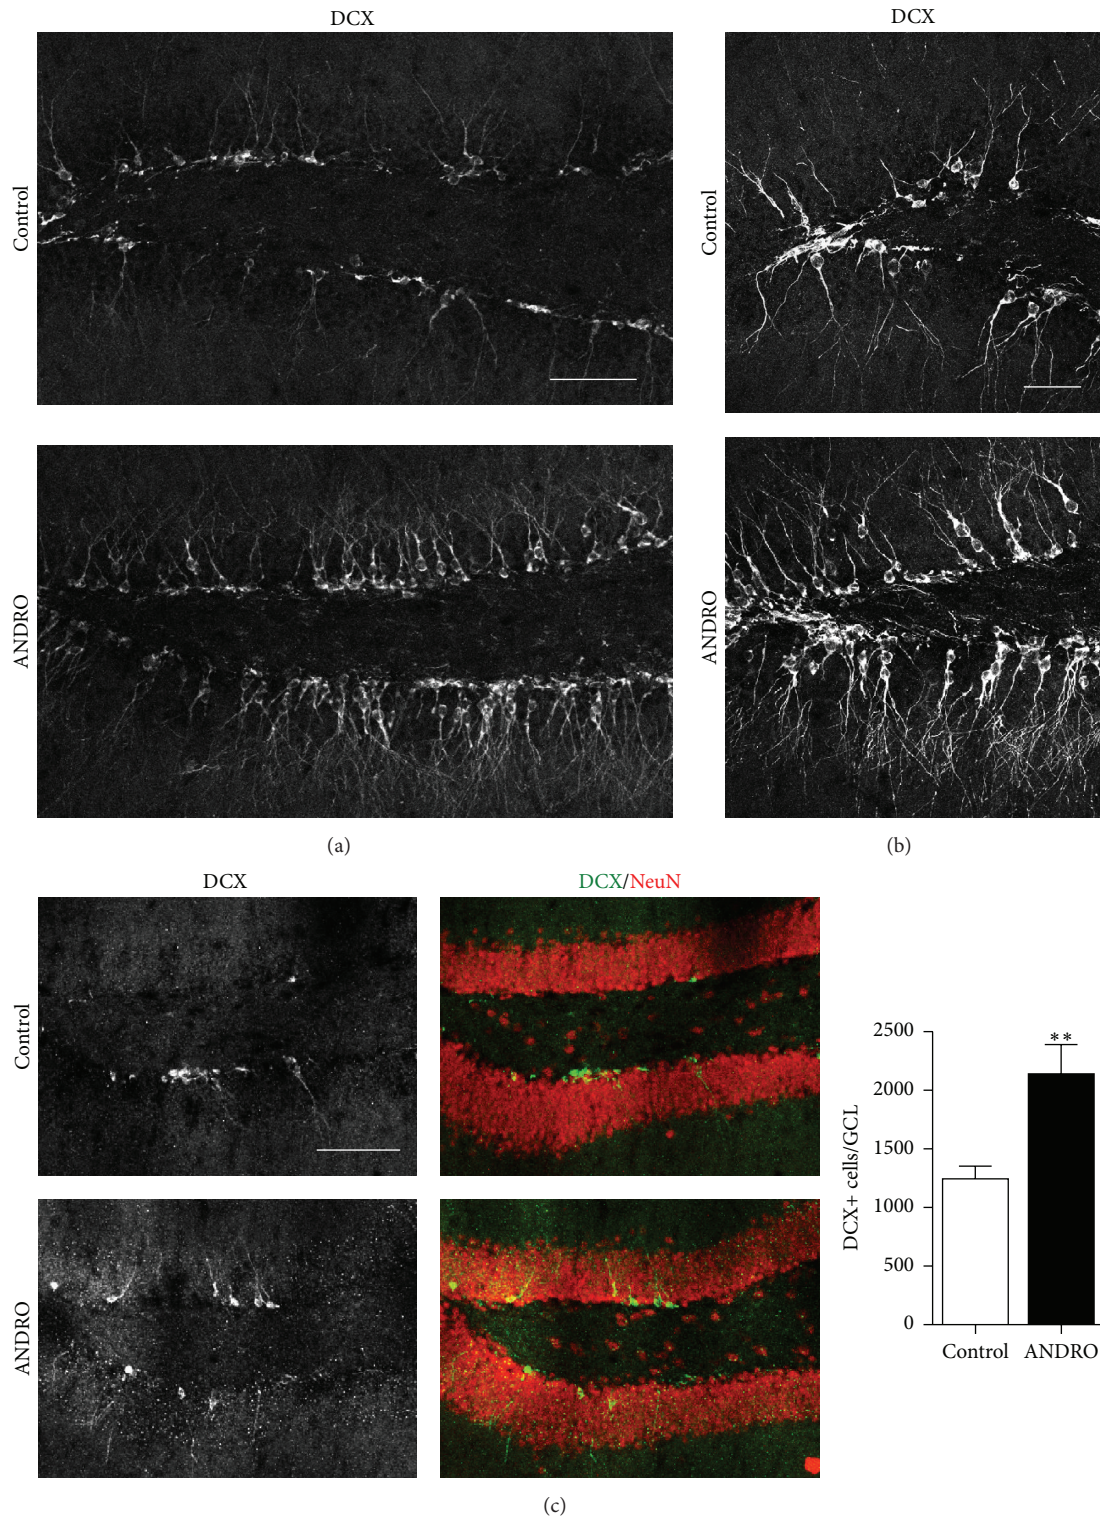 DCX
DCX
Control
Control
ANDRO
ANDRO
(a)
(b)
DCX
DCX/NeuN
Control
ANDRO
DCX+ cells/GCL
2500
2000
1500
1000
500
0
**
Control
ANDRO
(c)